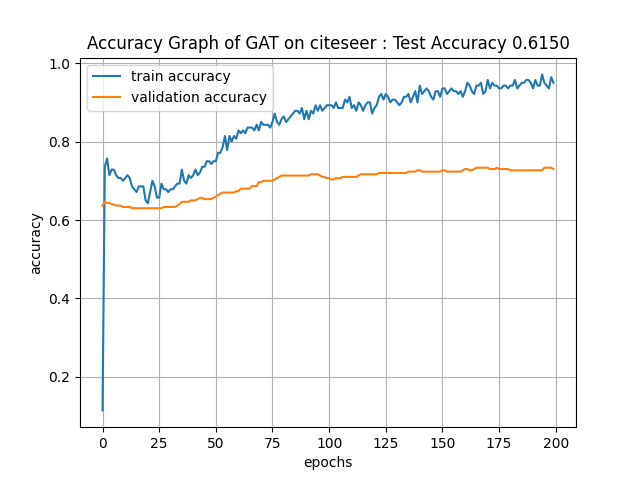 Accuracy Graph of GAT on citeseer : Test Accuracy 0.6150
train accuracy
validation accuracy
1.0
0.8
0.6
0.4
0.2
accuracy
0 25 50 75 100 125 150 175 200
epochs